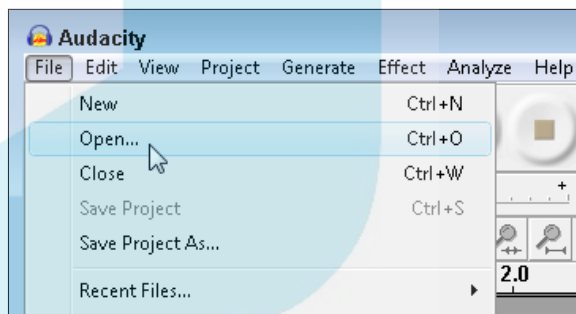 Audacity
File Edit View Project Generate Effect Analyze Help
New Ctrl+N
Open... Ctrl+O
Close Ctrl+W
Save Project Ctrl+S
Save Project As...
Recent Files...
2.0